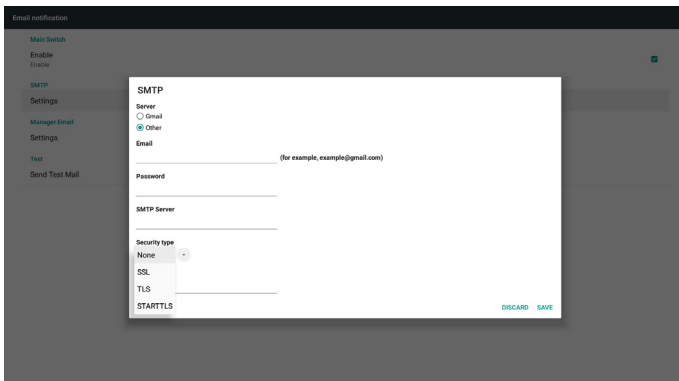 Email notification
Main Switch
Enable
Enable
SMTP
Settings
Manager Email
Settings
Test
Send Test Mail
SMTP
Server
Gmail
Other
Email
(for example, example@gmail.com)
Password
SMTP Server
Security type
None
SSL
TLS
STARTTLS
DISCARD SAVE